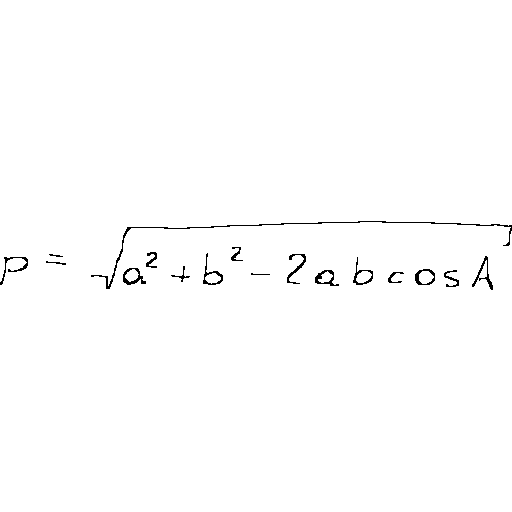 p = √a² + b² - 2ab cos A